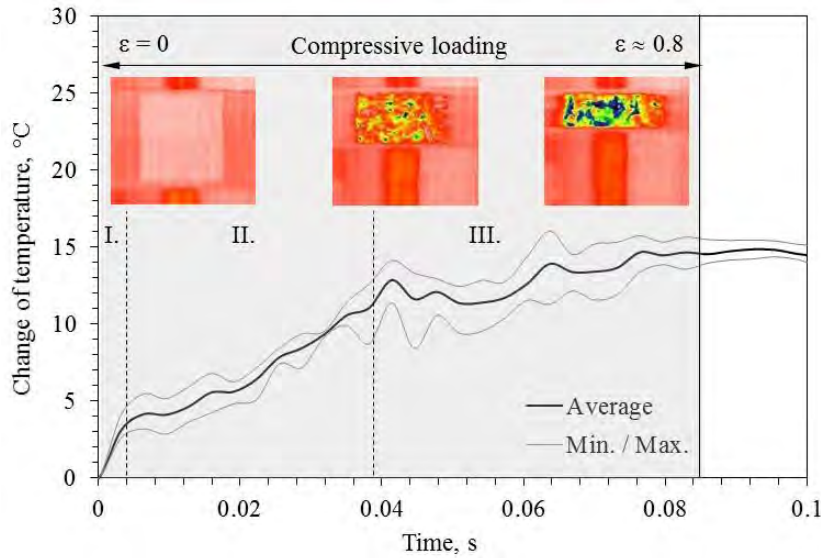 30
25
20
15
10
5
0
Change of temperature, °C
ε = 0
Compressive loading
ε ≈ 0.8
I.
II.
III.
Average
Min. / Max.
0
0.02
0.04
0.06
0.08
0.1
Time, s